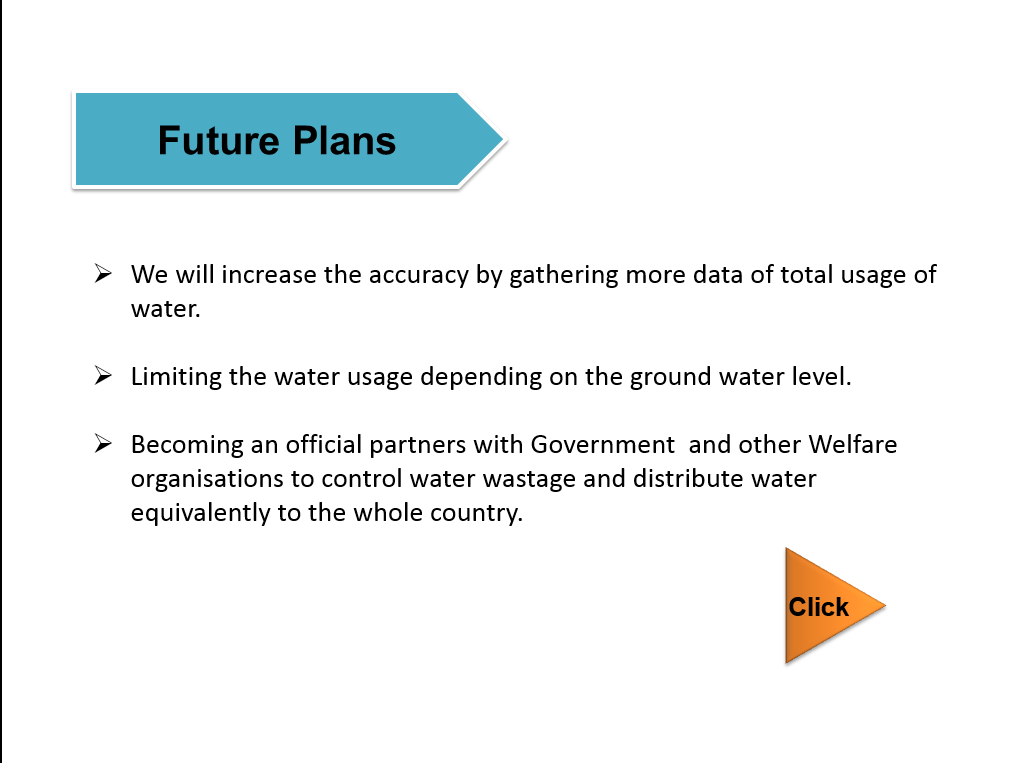 Future Plans
We will increase the accuracy by gathering more data of total usage of
water.
Limiting the water usage depending on the ground water level.
Becoming an official partners with Government  and other Welfare
organisations to control water wastage and distribute water
equivalently to the whole country.
Click